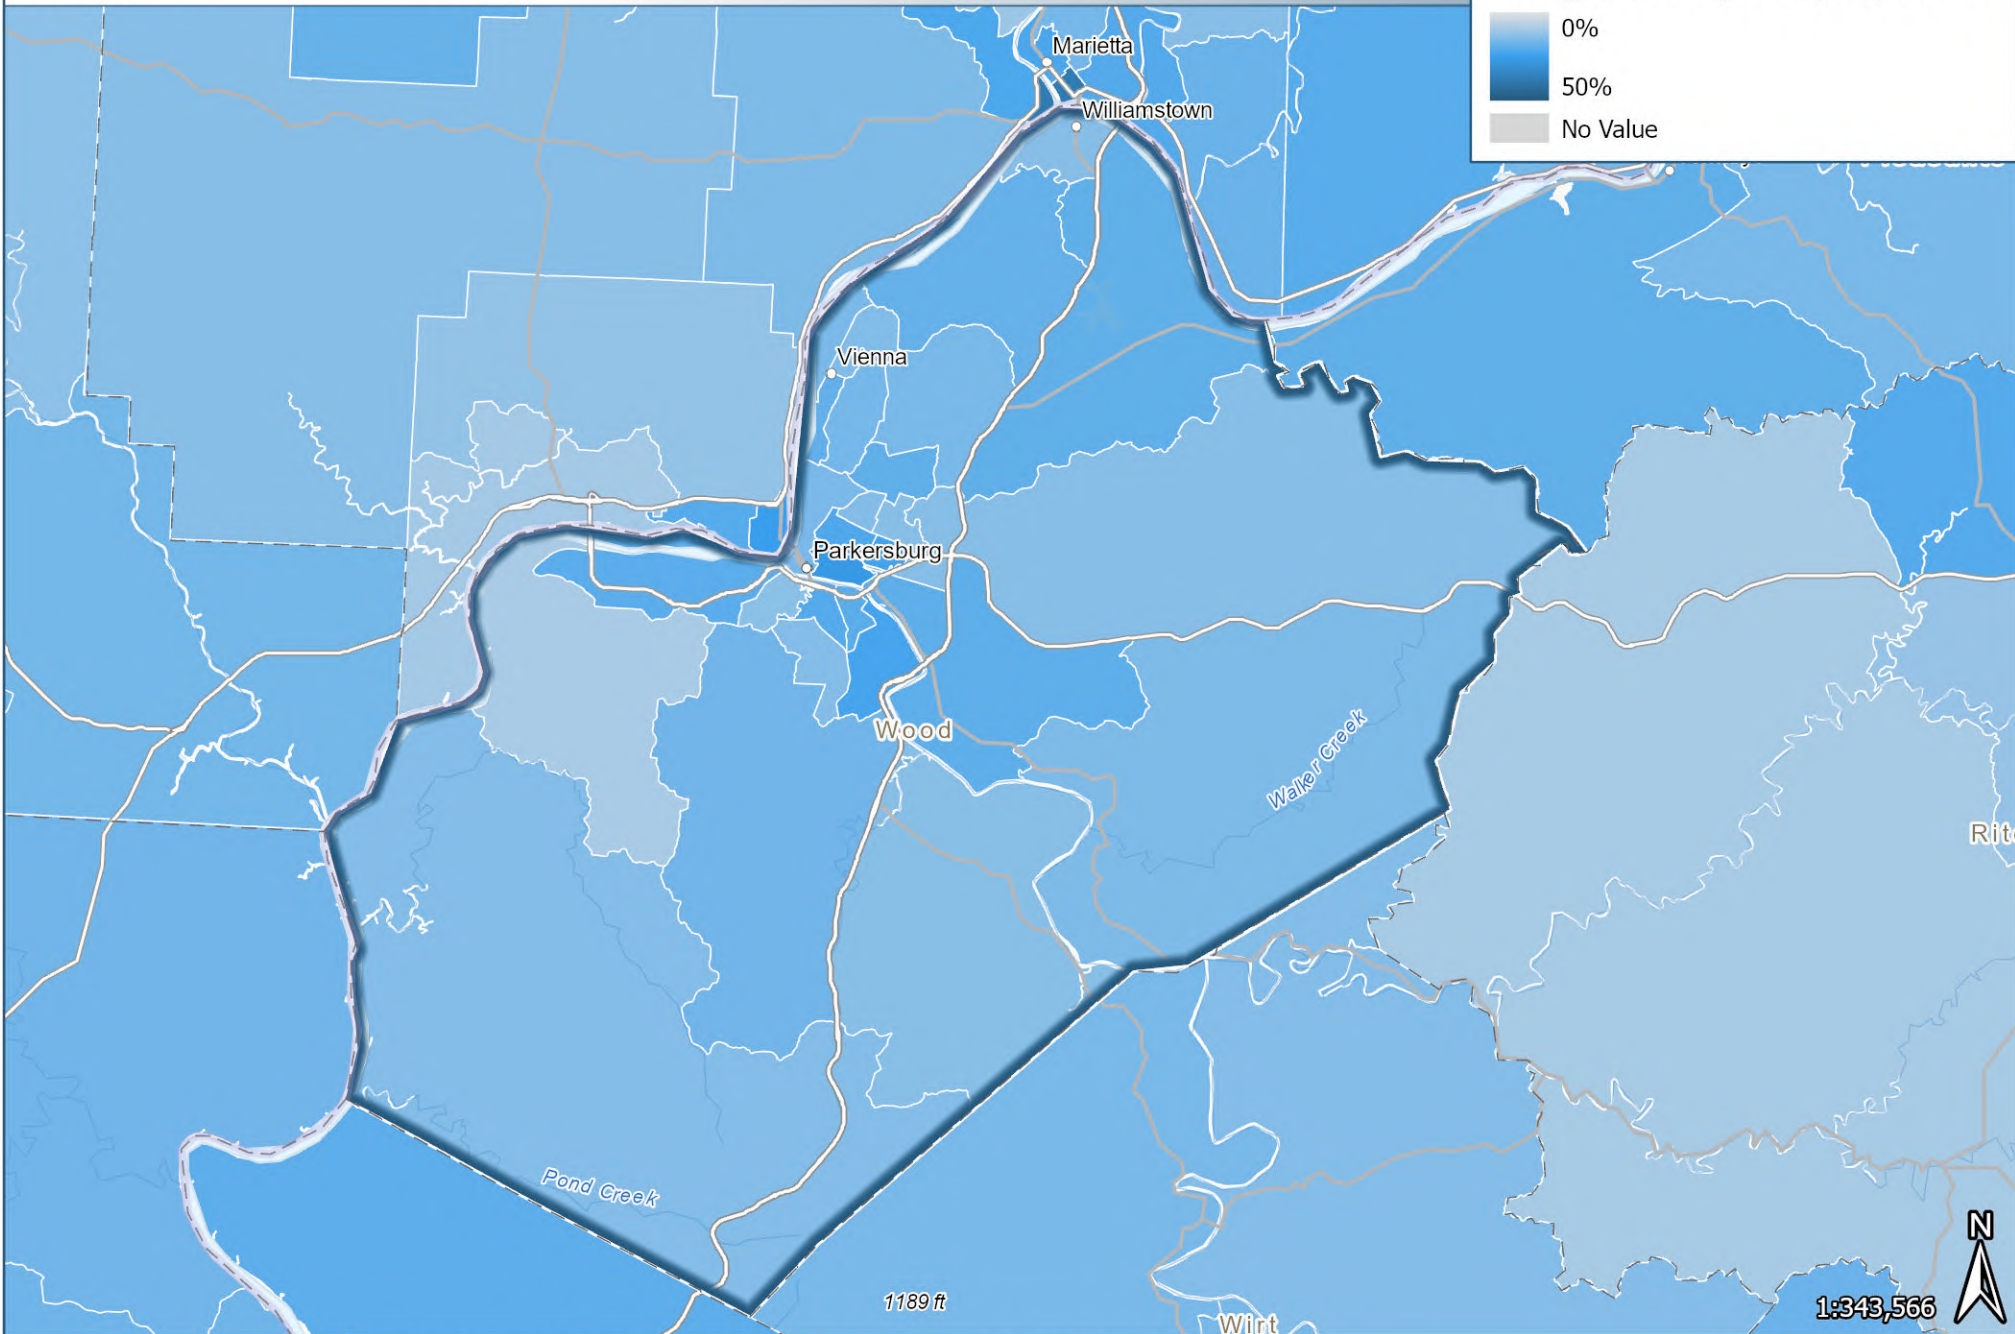 0%
50%
No Value
Marietta
Williamstown
Vienna
Parkersburg
Wood
Walker Creek
Pond Creek
1189 ft
Wirt
1:343,566
N